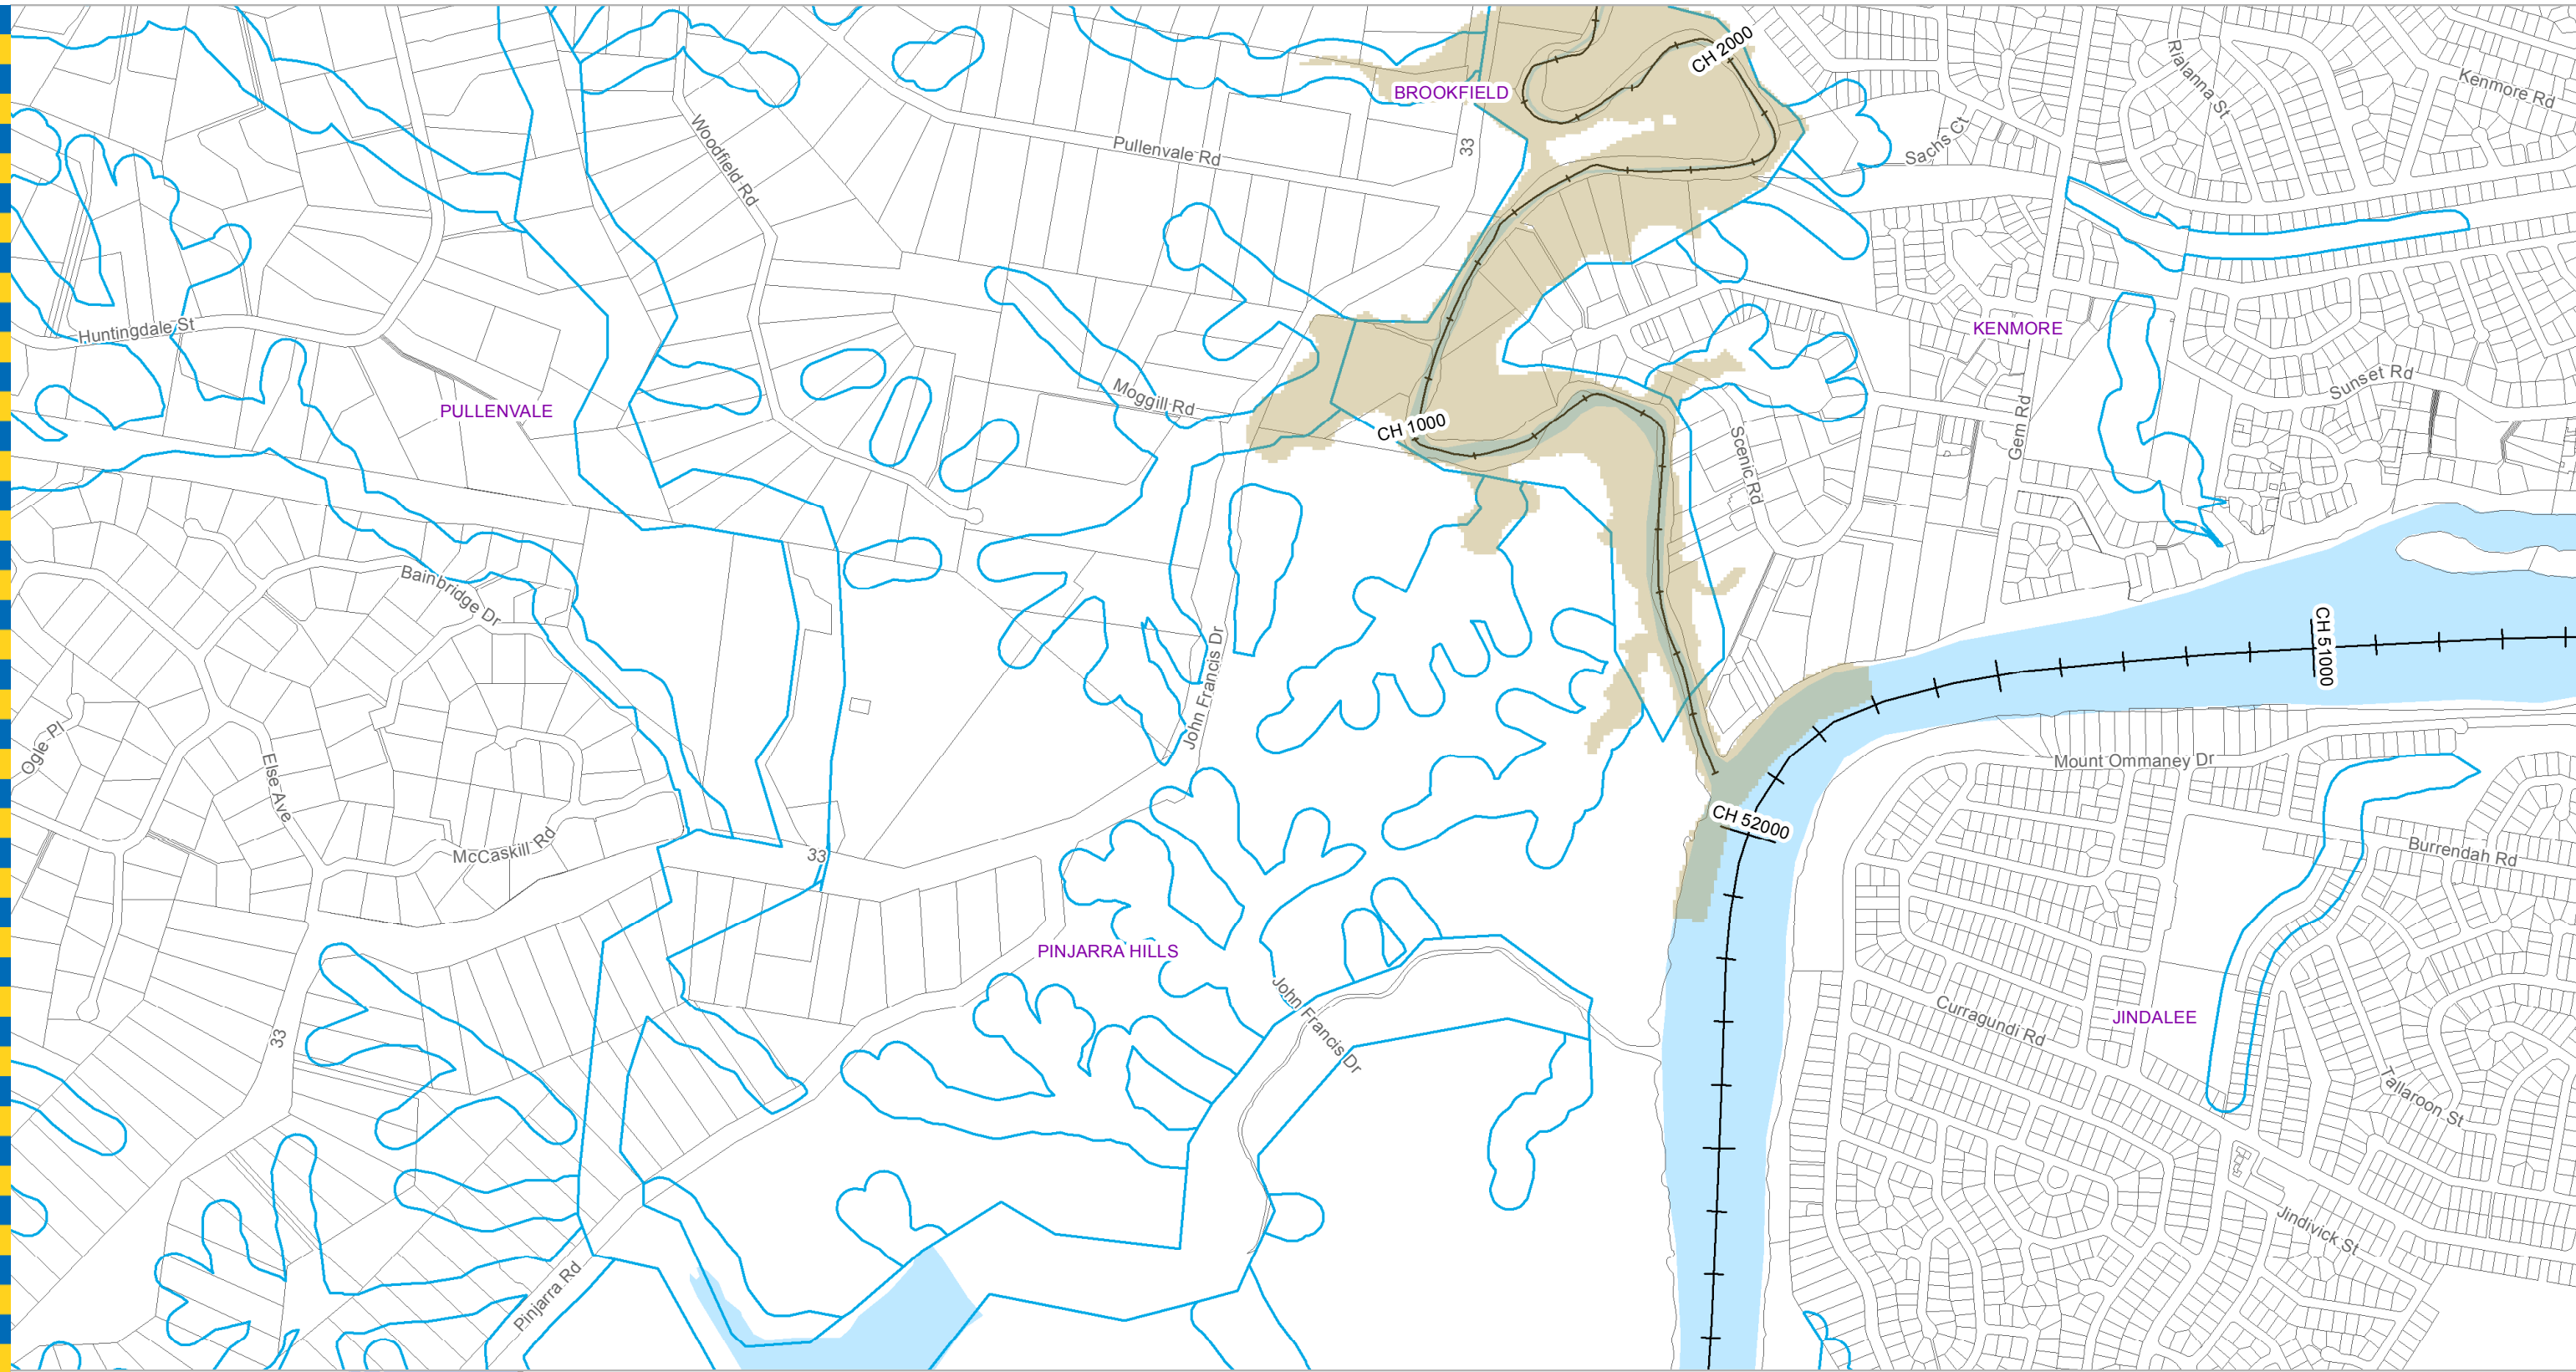 CH 2000
Rialanna St
Kenmore Rd
BROOKFIELD
Sachs Ct
Woodfield Rd
Pullenvale Rd
33
Huntingdale St
KENMORE
Sunset Rd
PULLENVALE
Moggill Rd
CH 1000
Gem Rd
Scenic Rd
Bainbridge Dr
CH 51000
John Francis Dr
Ogle Pl
Else Ave
Mount Ommaney Dr
CH 52000
McCaskill Rd
33
Burrendah Rd
PINJARRA HILLS
John Francis Dr
Curragundi Rd
JINDALEE
33
Tallaroon St
Jindivick St
Pinjarra Rd